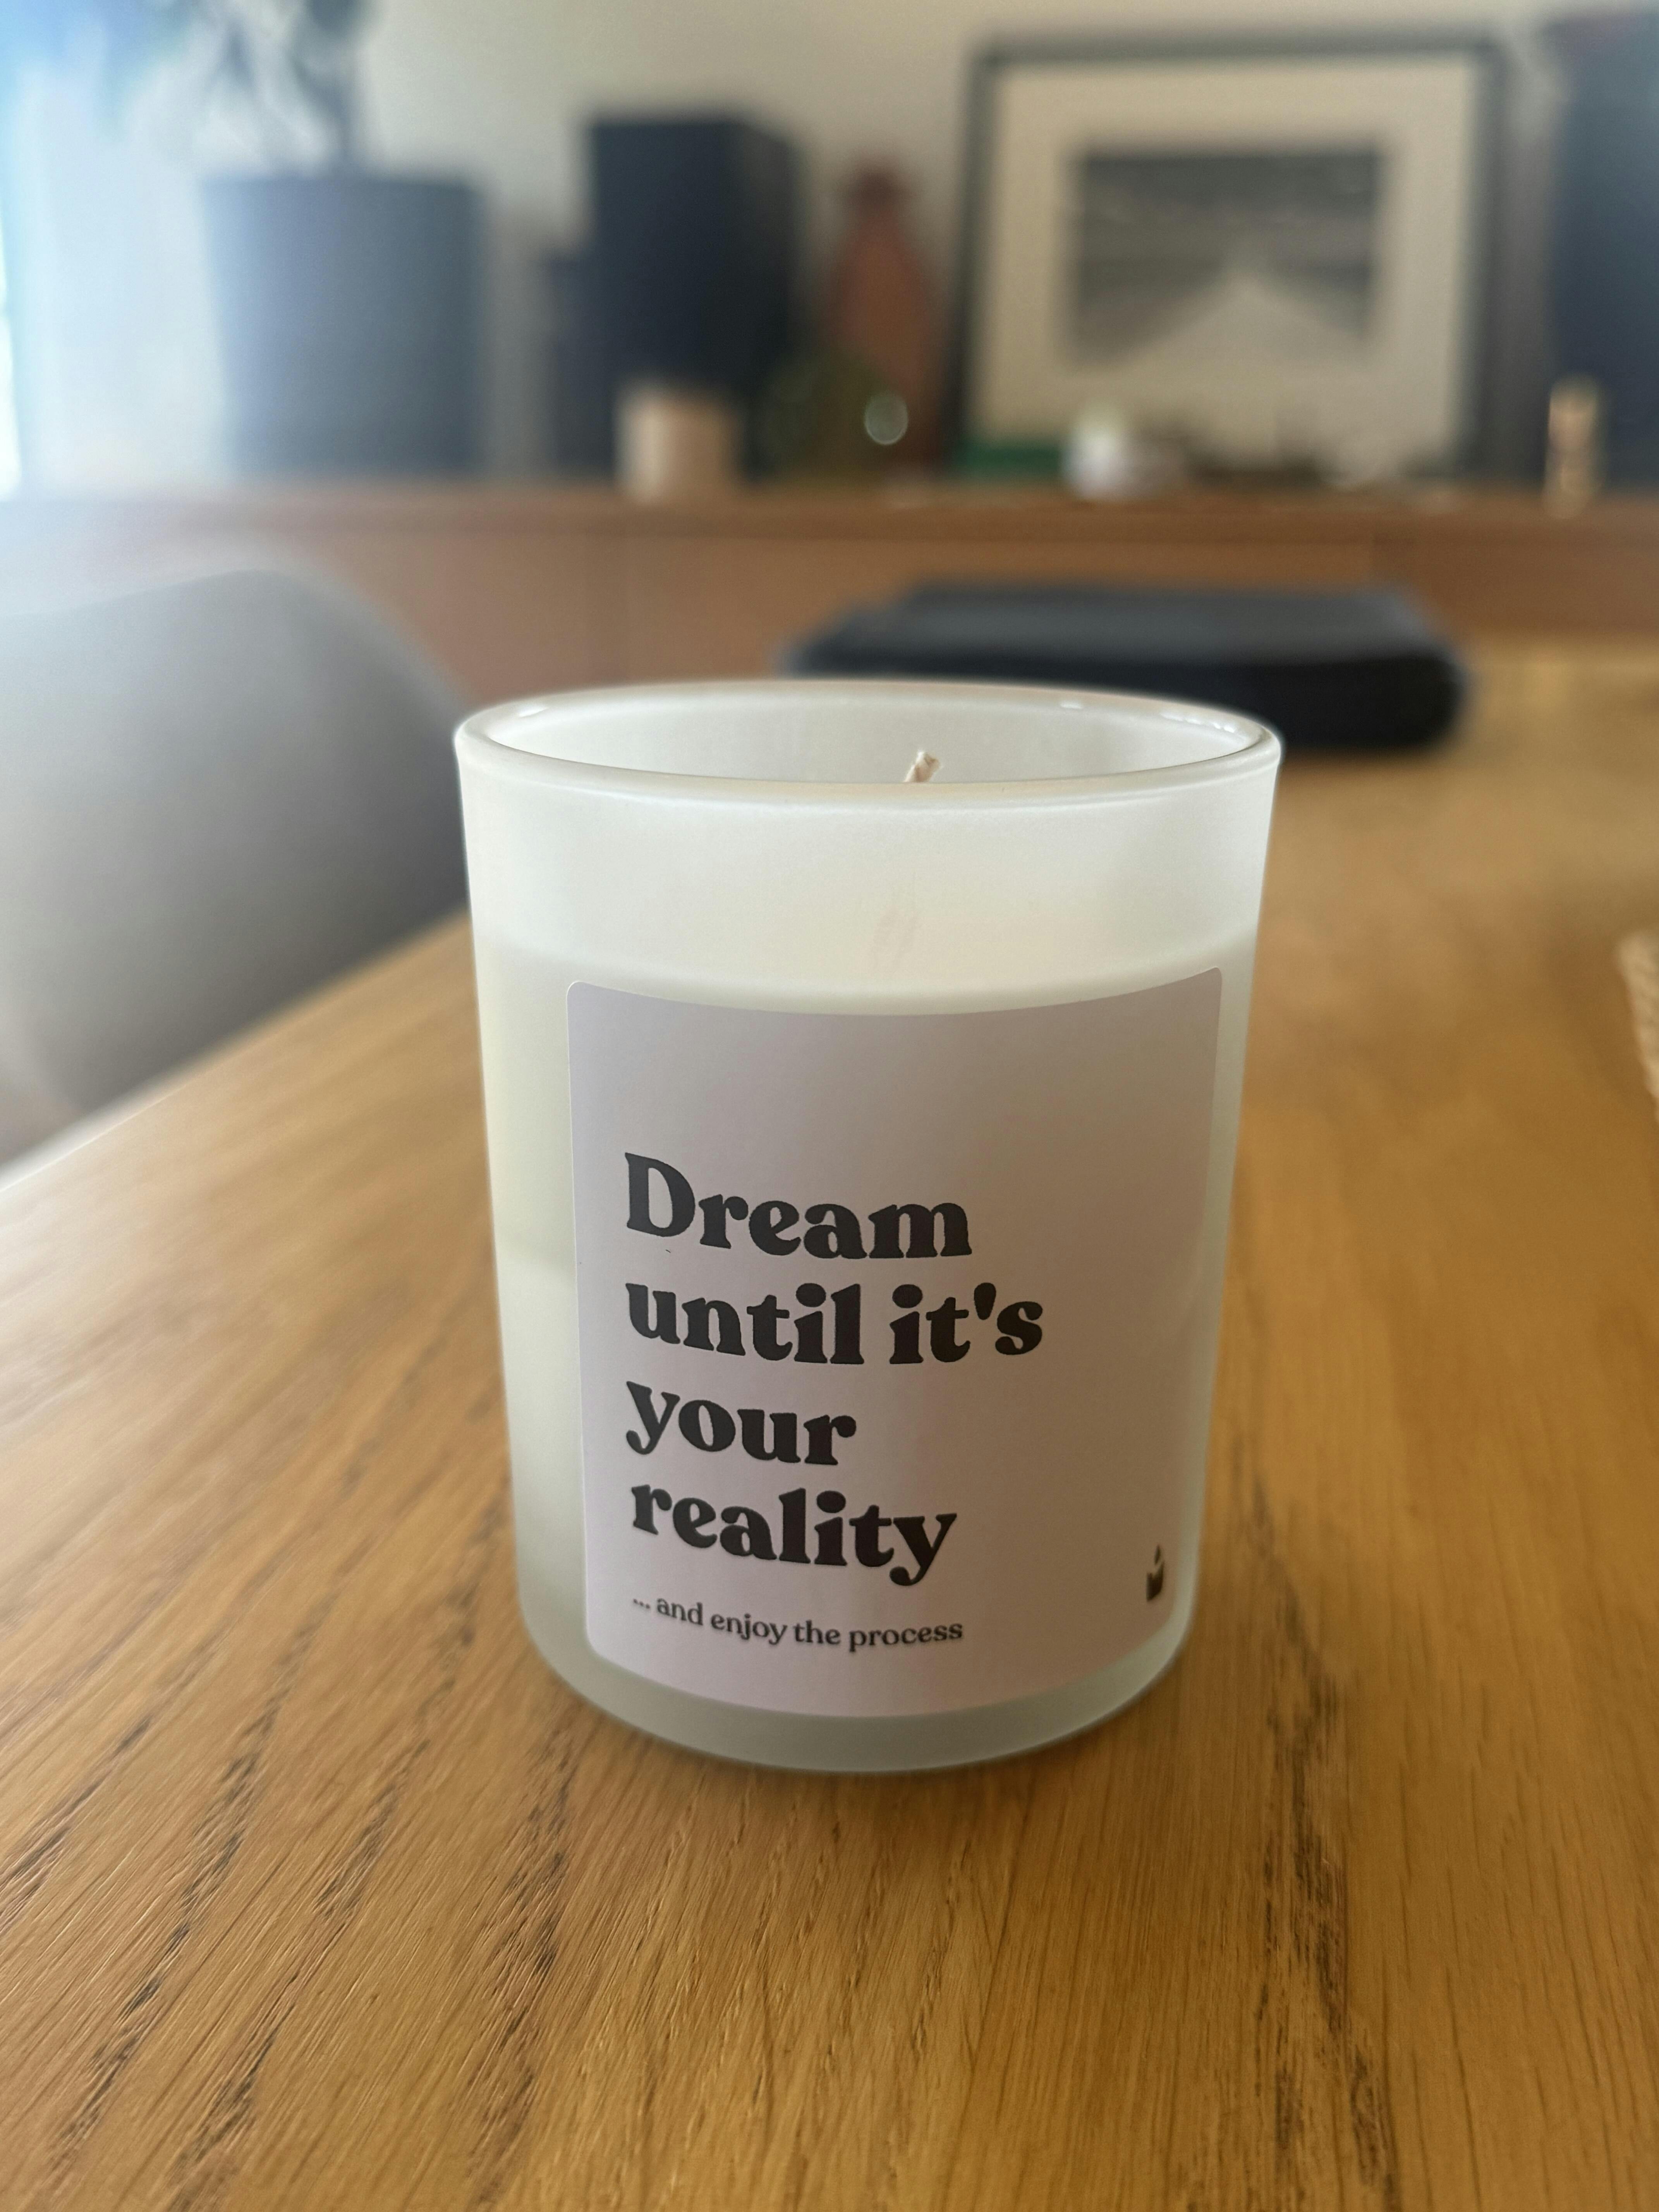 Dream
until it's
your
reality
... and enjoy the process